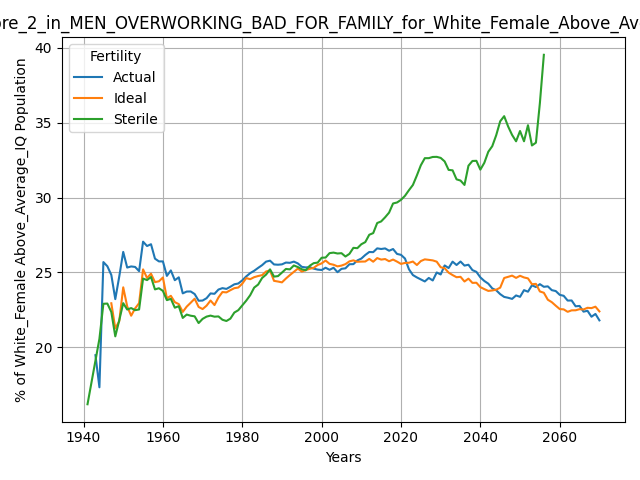 re_2_in_MEN_OVERWORKING_BAD_FOR_FAMILY_for_White_Female_Above_Av
Fertility
Actual
Ideal
Sterile
% of White_Female Above_Average_IQ Population
40
35
30
25
20
1940
1960
1980
2000
2020
2040
2060
Years